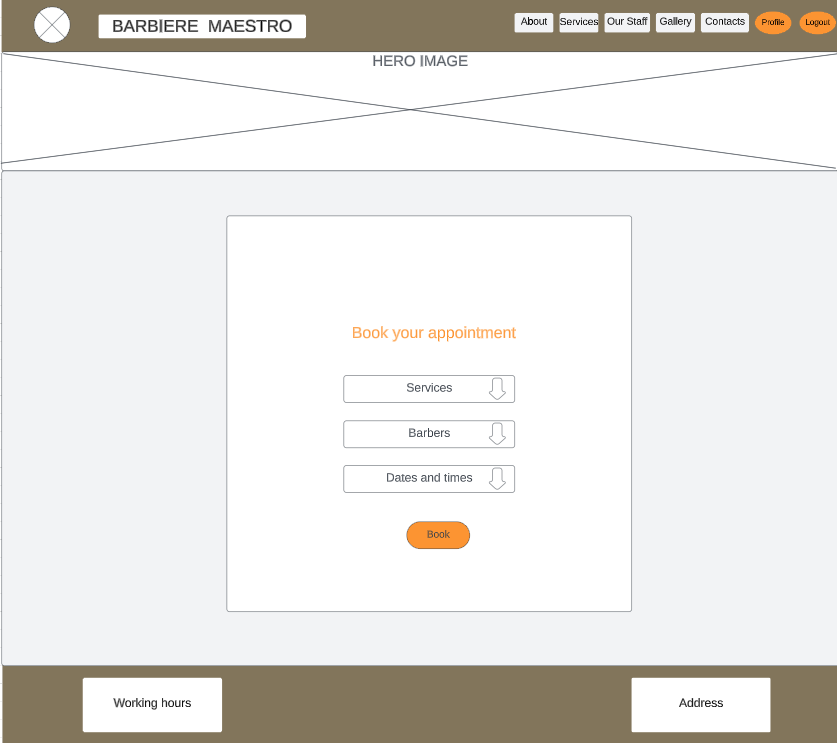 BARBIERE MAESTRO
About Services Our Staff Gallery Contacts Profile Logout
HERO IMAGE
Book your appointment
Services
Barbers
Dates and times
Book
Working hours
Address